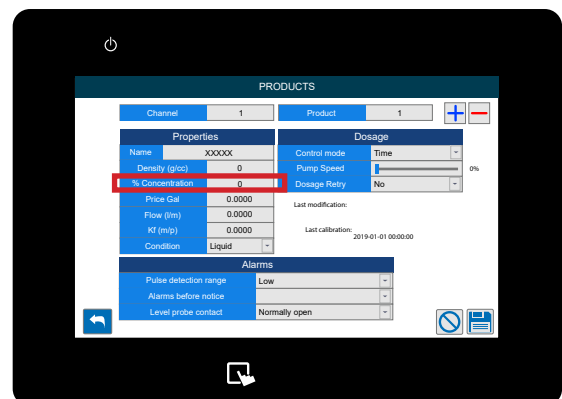 PRODUCTS
Channel 1 Product 1
Properties
Name XXXXX
Density (g/cc) 0
% Concentration 0
Price Gal 0.0000
Flow (l/m) 0.0000
Kf (m/p) 0.0000
Condition Liquid
Dosage
Control mode Time
Pump Speed 0%
Dosage Retry No
Last modification:
Last calibration: 2019-01-01 00:00:00
Alarms
Pulse detection range Low
Alarms before notice
Level probe contact Normally open